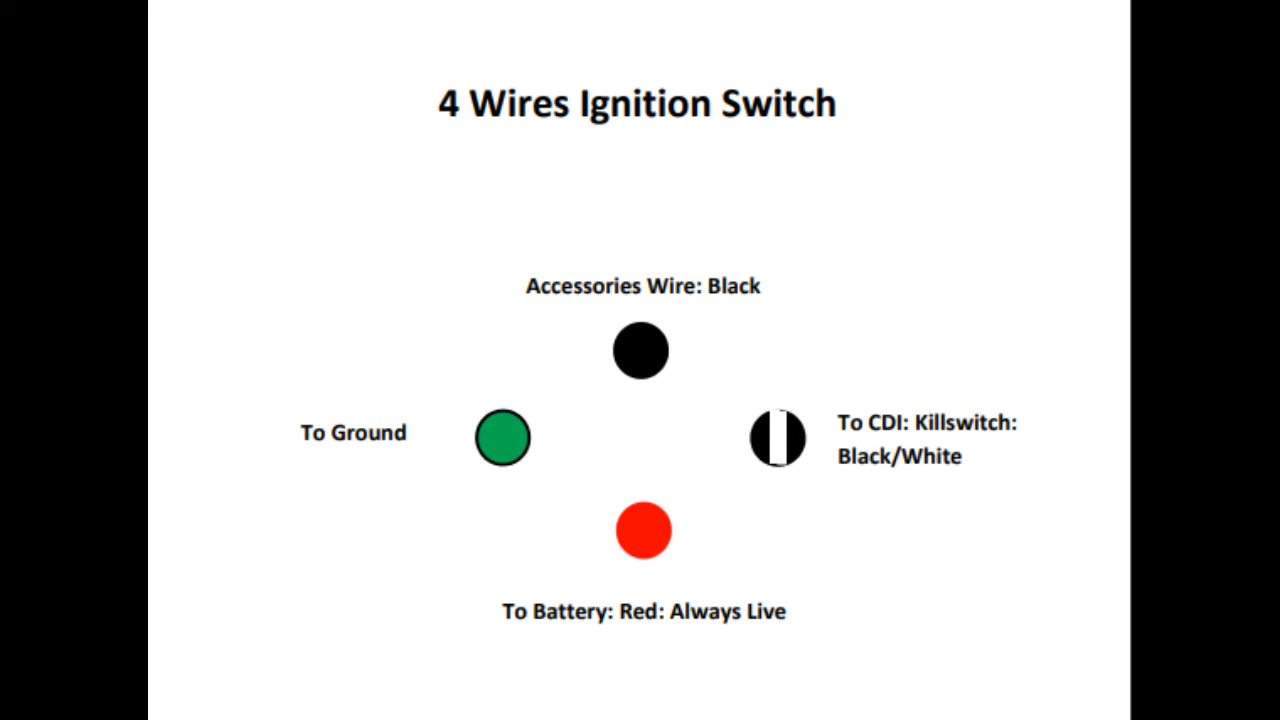 4 Wires Ignition Switch
Accessories Wire: Black
To Ground
To CDI: Killswitch:
Black/White
To Battery: Red: Always Live